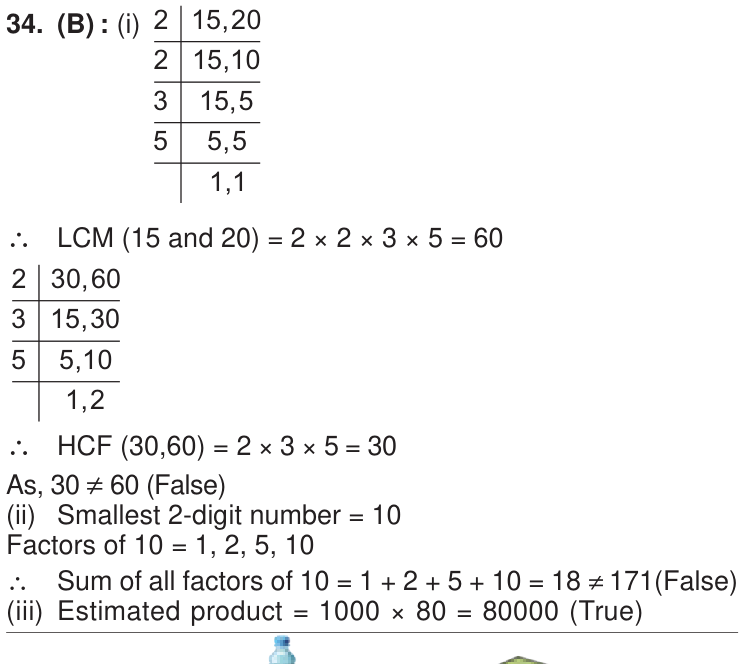 34. (B) : (i) 2 | 15,20
2 | 15,10
3 | 15,5
5 | 5,5
| 1,1
∴ LCM (15 and 20) = 2 × 2 × 3 × 5 = 60
2 | 30,60
3 | 15,30
5 | 5,10
| 1,2
∴ HCF (30,60) = 2 × 3 × 5 = 30
As, 30 ≠ 60 (False)
(ii) Smallest 2-digit number = 10
Factors of 10 = 1, 2, 5, 10
∴ Sum of all factors of 10 = 1 + 2 + 5 + 10 = 18 ≠ 171(False)
(iii) Estimated product = 1000 × 80 = 80000 (True)